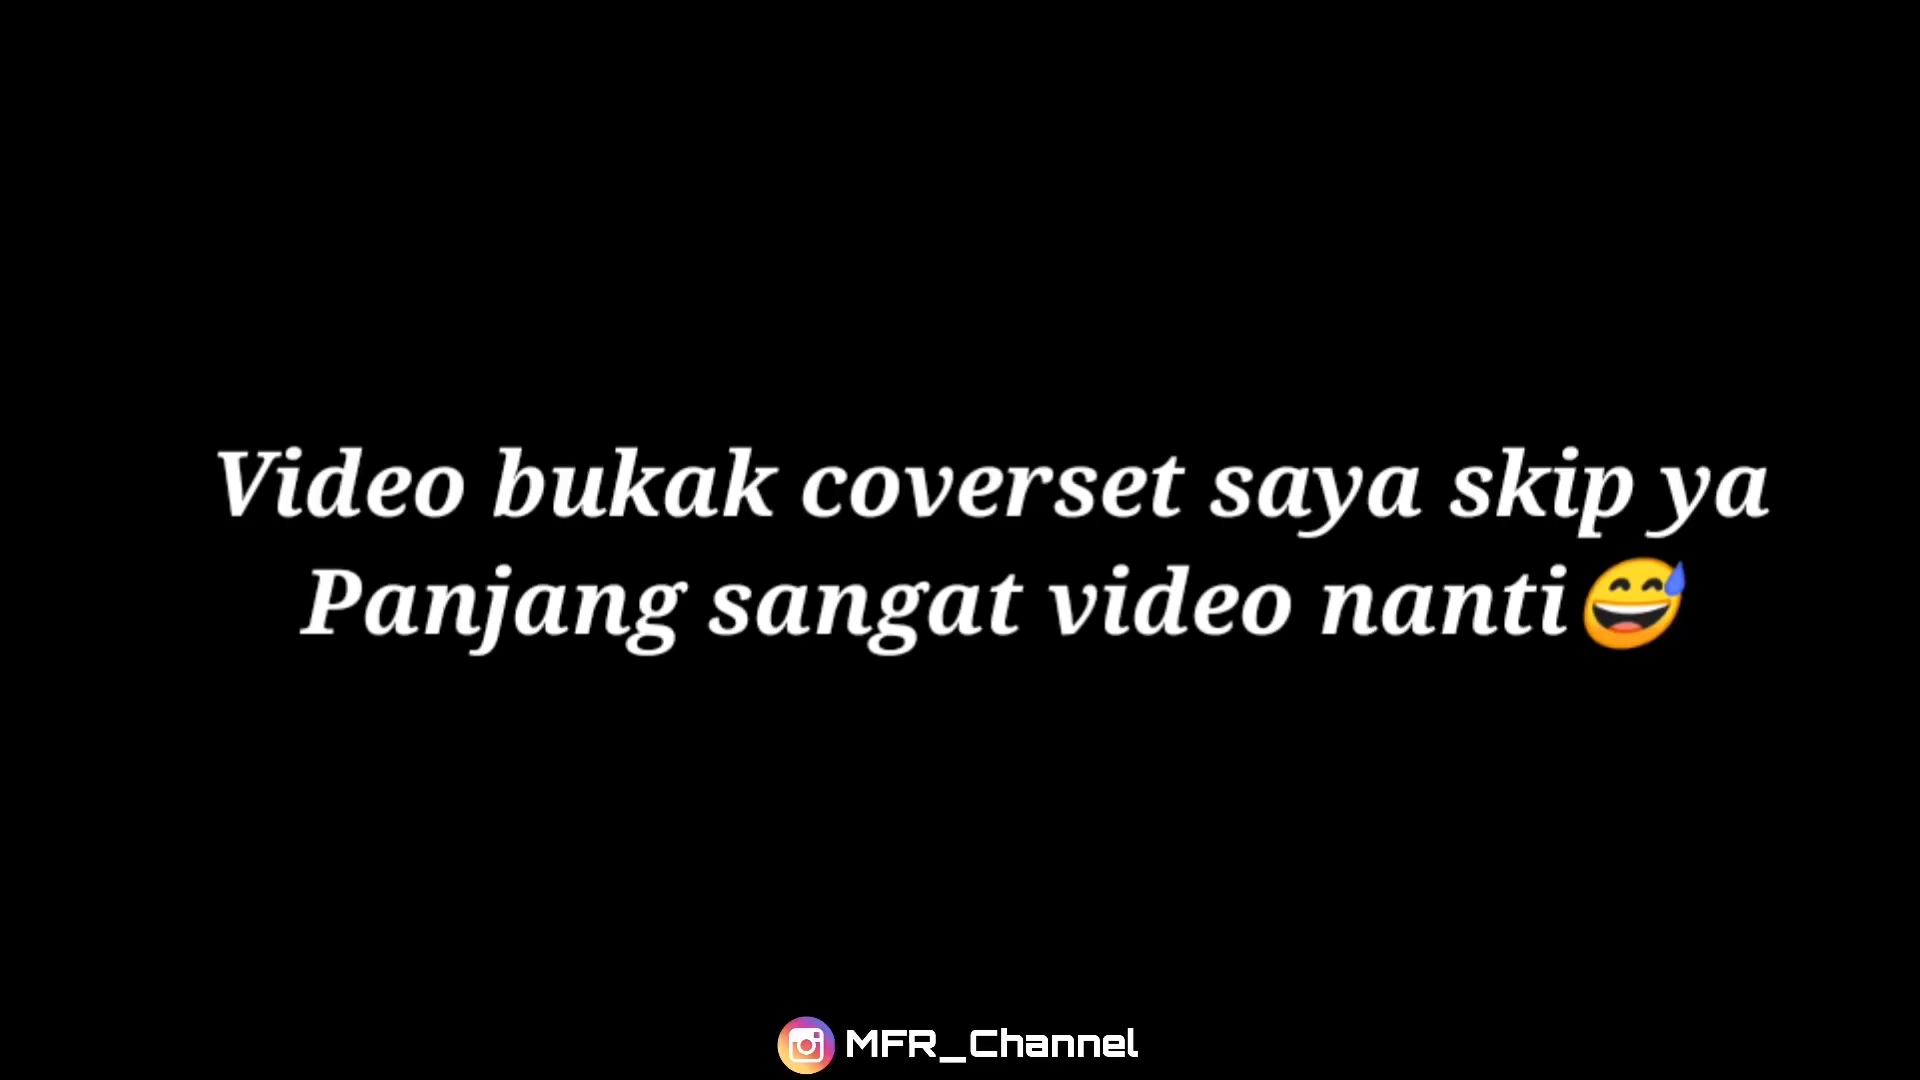 Video bukak coverset saya skip ya
Panjang sangat video nanti😅
MFR_Channel